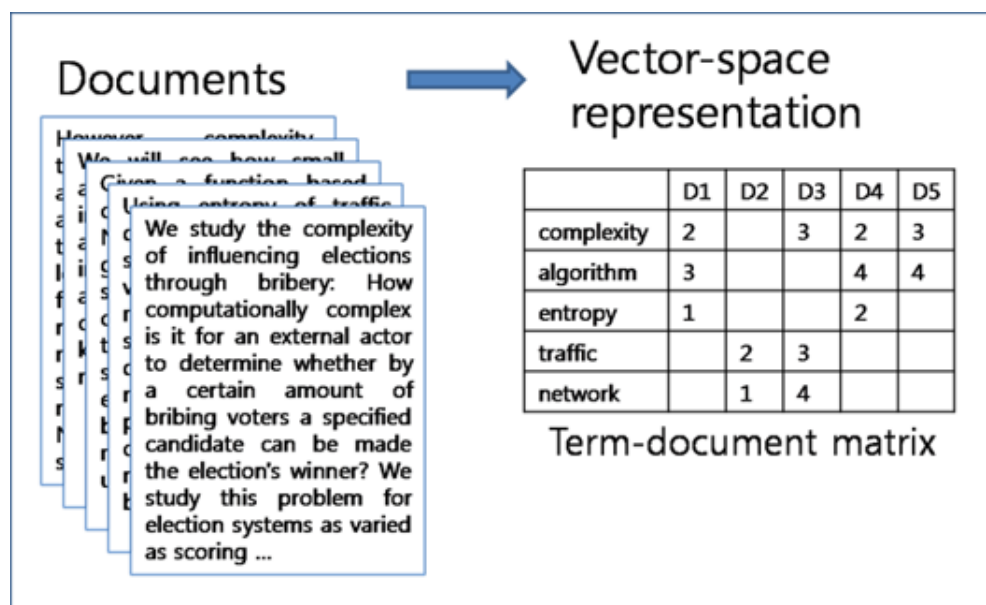 Documents
Vector-space
representation
However, complexity
We will see how small
Given a function based
Using entropy of traffic
We study the complexity
of influencing elections
through bribery: How
computationally complex
is it for an external actor
to determine whether by
a certain amount of
bribing voters a specified
candidate can be made
the election's winner? We
study this problem for
election systems as varied
as scoring ...
D1 D2 D3 D4 D5
complexity 2 3 2 3
algorithm 3 4 4
entropy 1 2
traffic 2 3
network 1 4
Term-document matrix